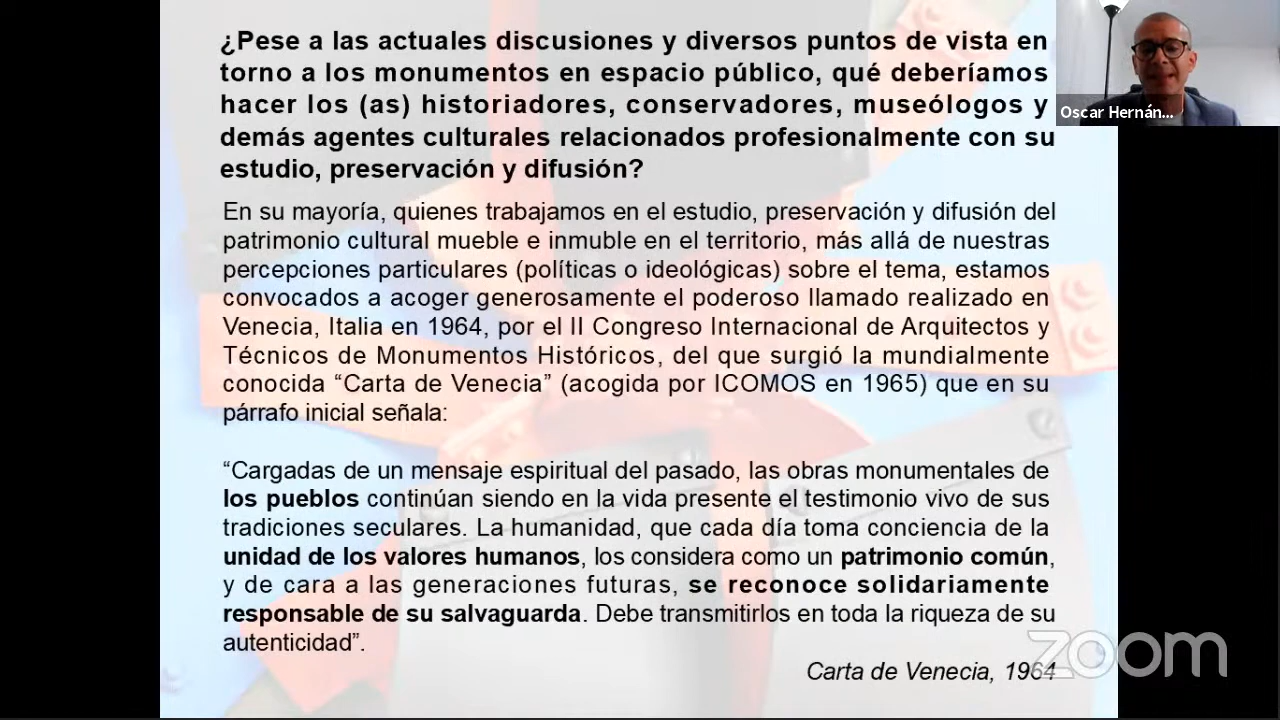 ¿Pese a las actuales discusiones y diversos puntos de vista en
torno a los monumentos en espacio público, qué deberíamos
hacer los (as) historiadores, conservadores, museólogos y
demás agentes culturales relacionados profesionalmente con su
estudio, preservación y difusión?
En su mayoría, quienes trabajamos en el estudio, preservación y difusión del
patrimonio cultural mueble e inmuble en el territorio, más allá de nuestras
percepciones particulares (políticas o ideológicas) sobre el tema, estamos
convocados a acoger generosamente el poderoso llamado realizado en
Venecia, Italia en 1964, por el II Congreso Internacional de Arquitectos y
Técnicos de Monumentos Históricos, del que surgió la mundialmente
conocida “Carta de Venecia” (acogida por ICOMOS en 1965) que en su
párrafo inicial señala:
“Cargadas de un mensaje espiritual del pasado, las obras monumentales de
los pueblos continúan siendo en la vida presente el testimonio vivo de sus
tradiciones seculares. La humanidad, que cada día toma conciencia de la
unidad de los valores humanos, los considera como un patrimonio común,
y de cara a las generaciones futuras, se reconoce solidariamente
responsable de su salvaguarda. Debe transmitirlos en toda la riqueza de su
autenticidad”.
Carta de Venecia, 1964
Oscar Hernán...
zoom